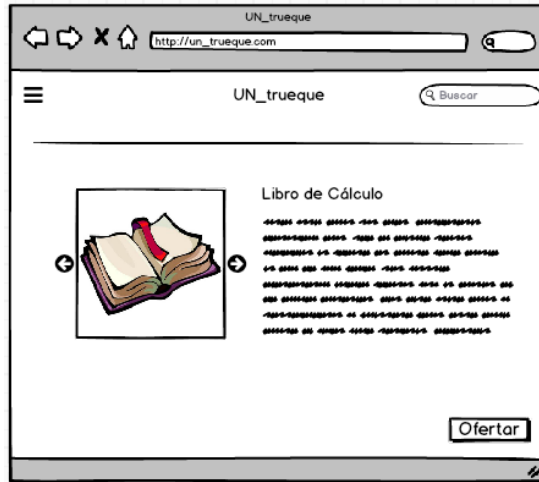 UN_trueque
http://un_trueque.com
UN_trueque
Buscar
Libro de Cálculo
Ofertar